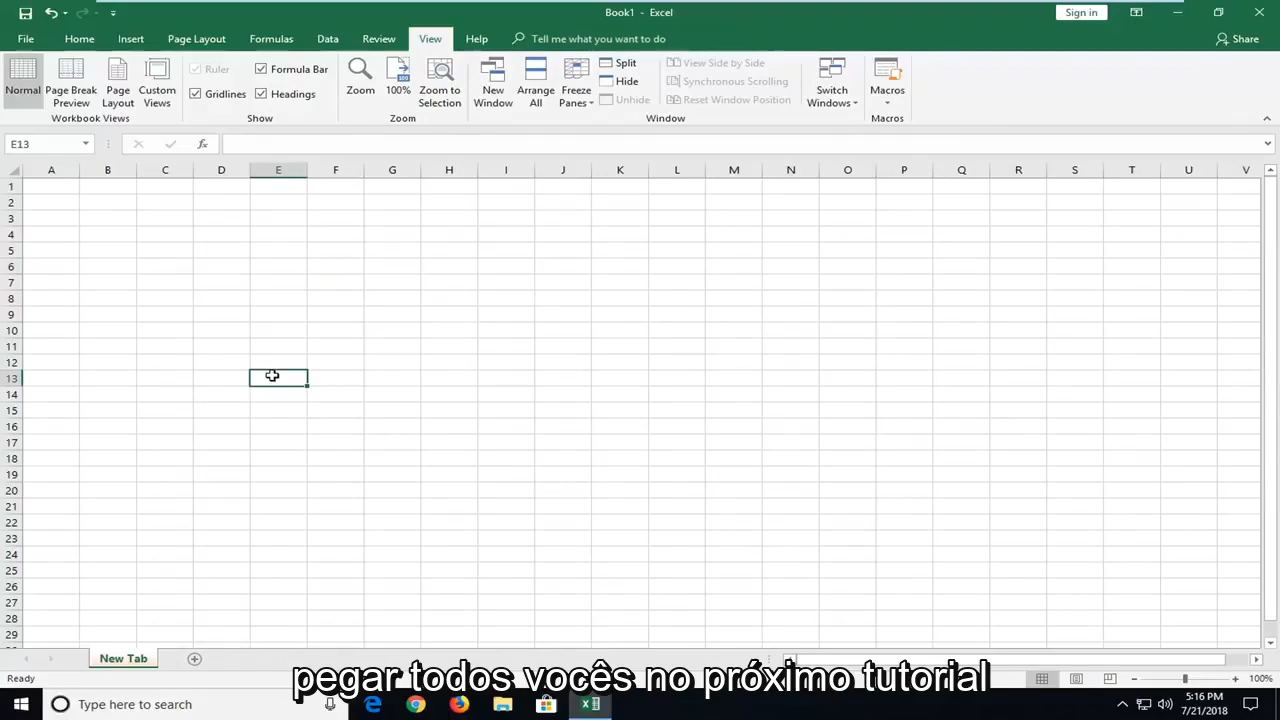 Book1 - Excel
Sign in
File Home Insert Page Layout Formulas Data Review View Help Tell me what you want to do Share
Normal
Page Break Preview
Page Layout
Custom Views
Workbook Views
Ruler
Formula Bar
Gridlines
Headings
Show
Zoom
100
100%
Zoom to Selection
Zoom
New Window
Arrange All
Freeze Panes
Split
Hide
Unhide
View Side by Side
Synchronous Scrolling
Reset Window Position
Window
Switch Windows
Macros
Macros
E13
fx
A B C D E F G H I J K L M N O P Q R S T U V
1
2
3
4
5
6
7
8
9
10
11
12
13
14
15
16
17
18
19
20
21
22
23
24
25
26
27
28
29
New Tab
pegar todos vocês no próximo tutorial
Ready
100%
Type here to search
5:16 PM
7/21/2018